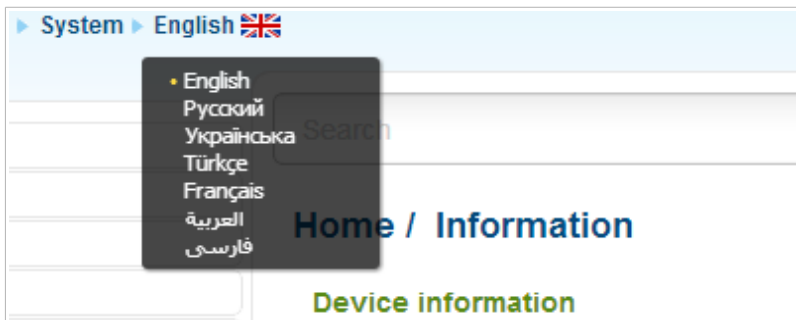 System English
• English
Русский
Українська
Türkçe
Français
العربية
فارسی
Search
Home / Information
Device information